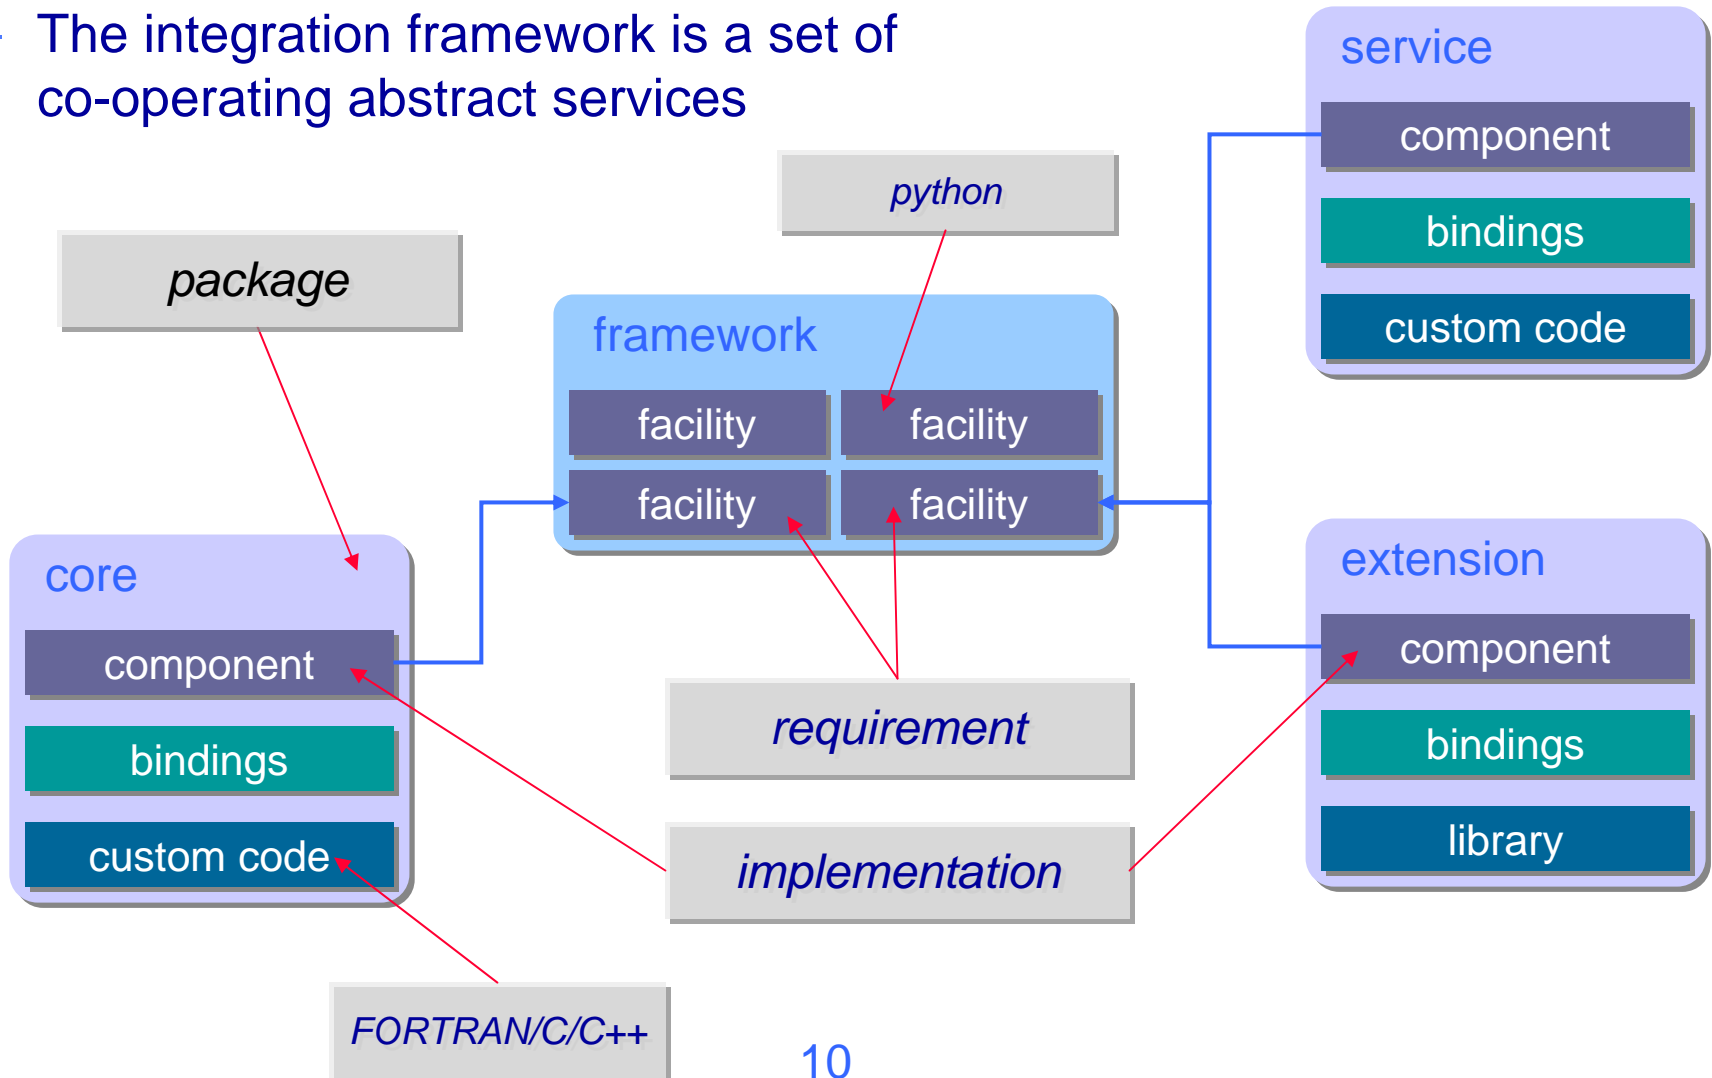 The integration framework is a set of
co-operating abstract services
service
component
bindings
custom code
python
package
framework
facility
facility
facility
facility
core
component
bindings
custom code
extension
component
bindings
library
requirement
implementation
FORTRAN/C/C++
10